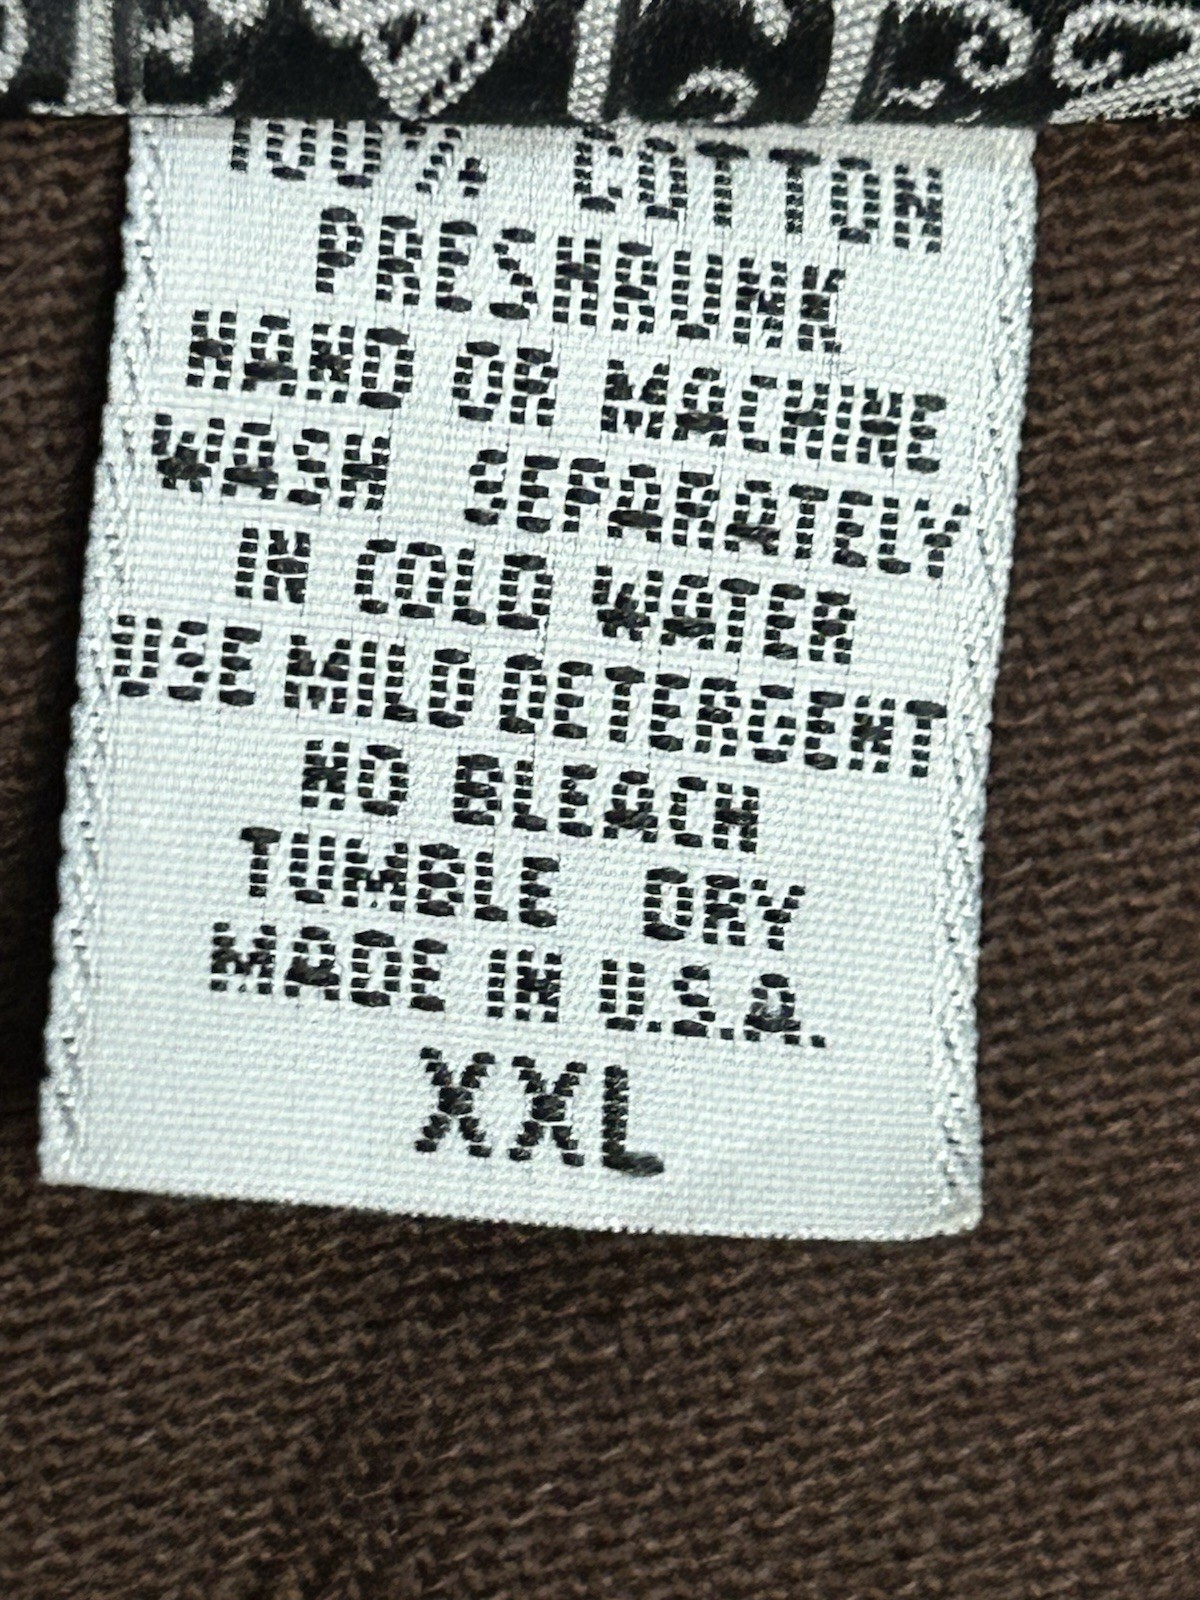 100% COTTON
PRESHRUNK
HAND OR MACHINE
WASH SEPARATELY
IN COLD WATER
USE MILD DETERGENT
NO BLEACH
TUMBLE DRY
MADE IN U.S.A.
XXL